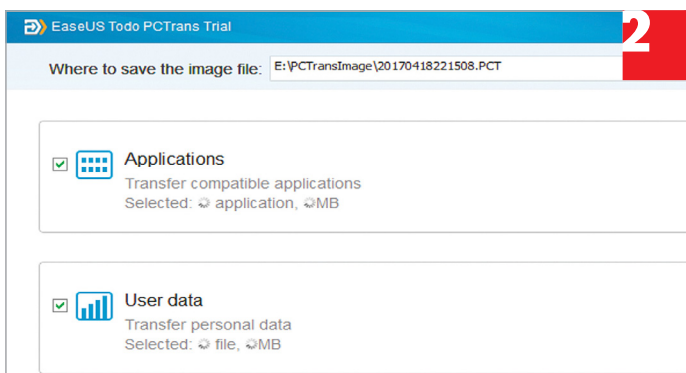 EaseUS Todo PCTrans Trial
2
Where to save the image file: E:\PCTransImage\20170418221508.PCT
Applications
Transfer compatible applications
Selected: application, MB
User data
Transfer personal data
Selected: file, MB